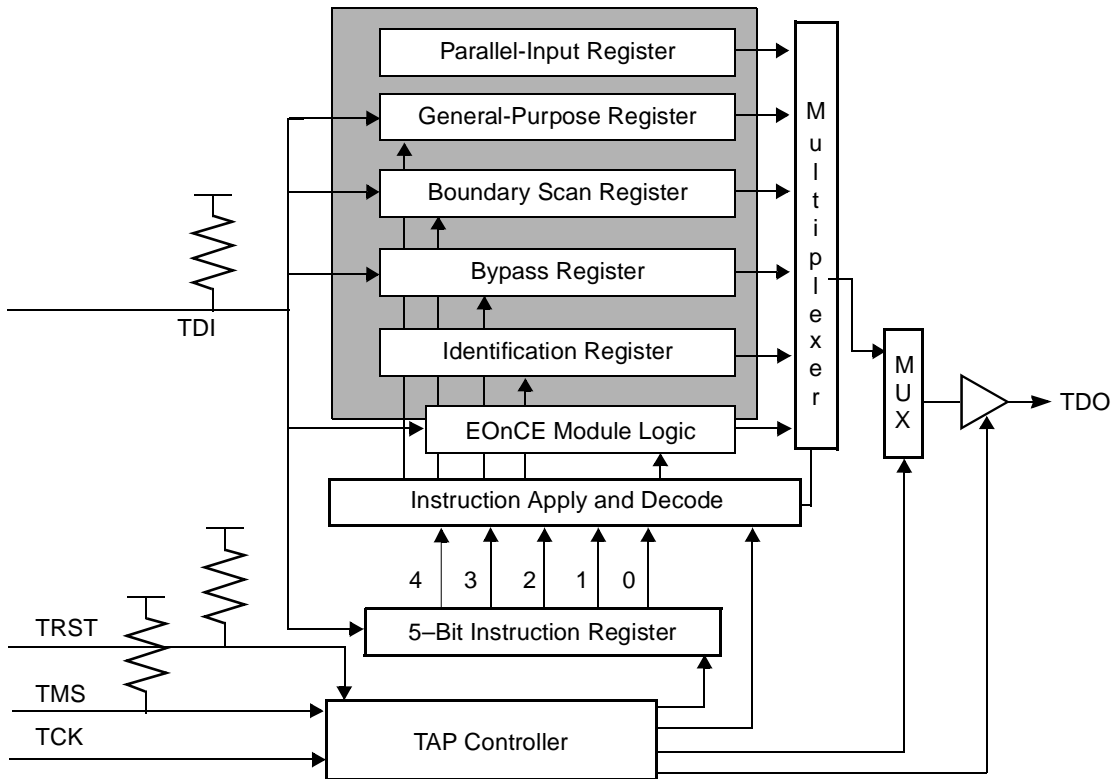 Parallel-Input Register
General-Purpose Register
Boundary Scan Register
Bypass Register
TDI
Identification Register
Multiplexer
MUX
TDO
EOnCE Module Logic
Instruction Apply and Decode
4 3 2 1 0
TRST
5–Bit Instruction Register
TMS
TCK
TAP Controller